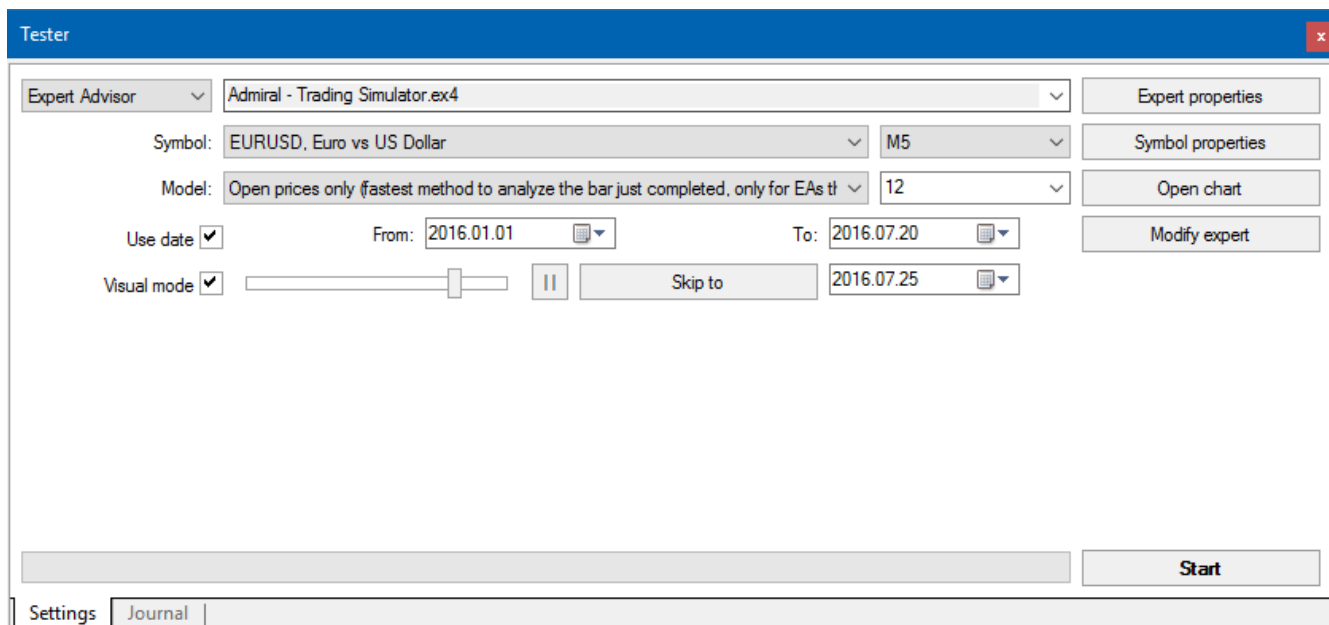 Tester x
Expert Advisor Admiral - Trading Simulator.ex4 Expert properties
Symbol: EURUSD, Euro vs US Dollar M5 Symbol properties
Model: Open prices only (fastest method to analyze the bar just completed, only for EAs th 12 Open chart
Use date From: 2016.01.01 To: 2016.07.20 Modify expert
Visual mode Skip to 2016.07.25
Start
Settings Journal